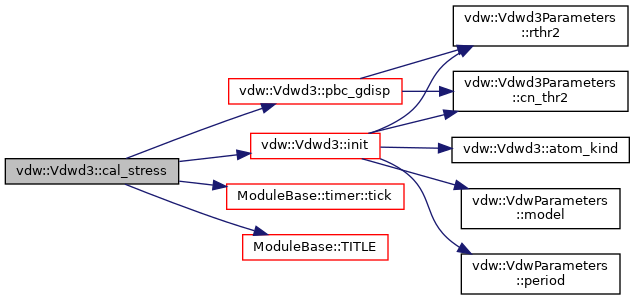 vdw::Vdwd3::cal_stress
vdw::Vdwd3::pbc_gdisp
vdw::Vdwd3::init
ModuleBase::timer::tick
ModuleBase::TITLE
vdw::Vdwd3Parameters
::rthr2
vdw::Vdwd3Parameters
::cn_thr2
vdw::Vdwd3::atom_kind
vdw::VdwParameters
::model
vdw::VdwParameters
::period